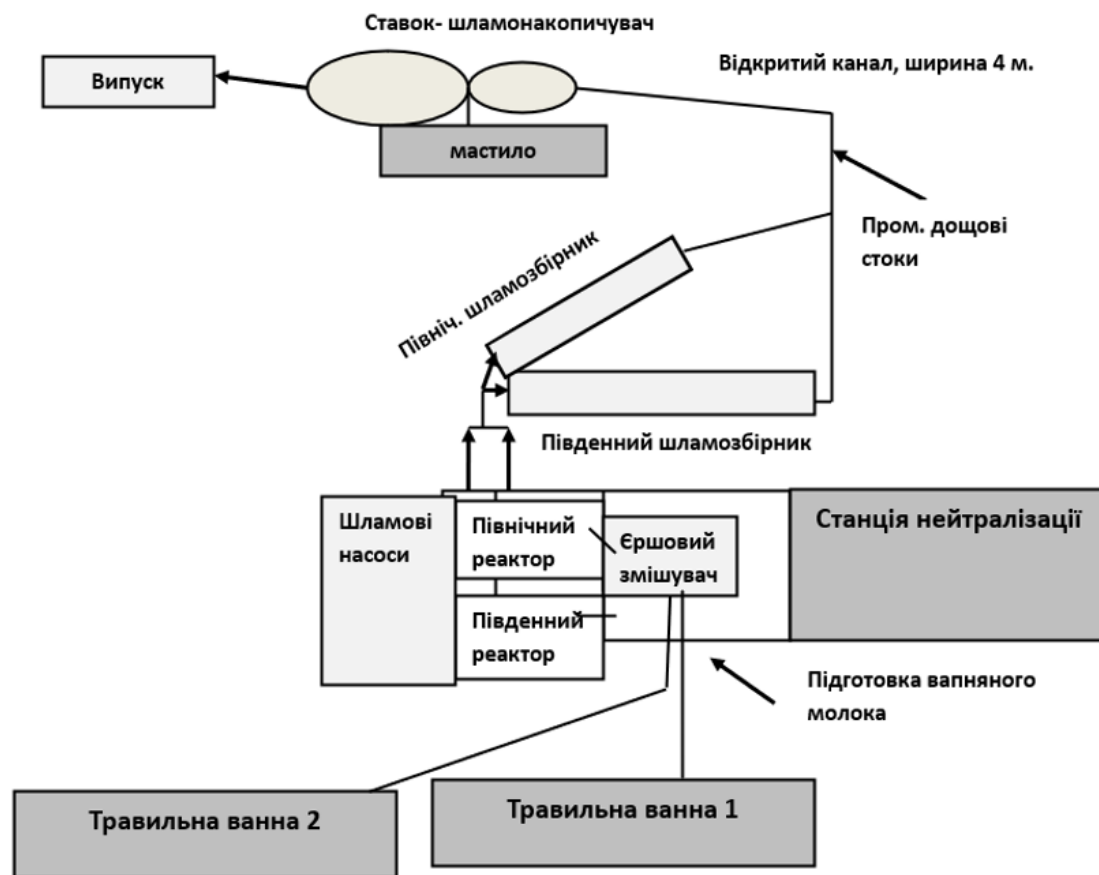 Ставок- шламонакопичувач
Випуск
Відкритий канал, ширина 4 м.
мастило
Пром. дощові
стоки
Північ. шламозбірник
Південний шламозбірник
Шламові
насоси
Північного
реактор
Єршовий
змішувач
Станція нейтралізації
Південний
реактор
Підготовка вапняного
молока
Травильна ванна 2
Травильна ванна 1